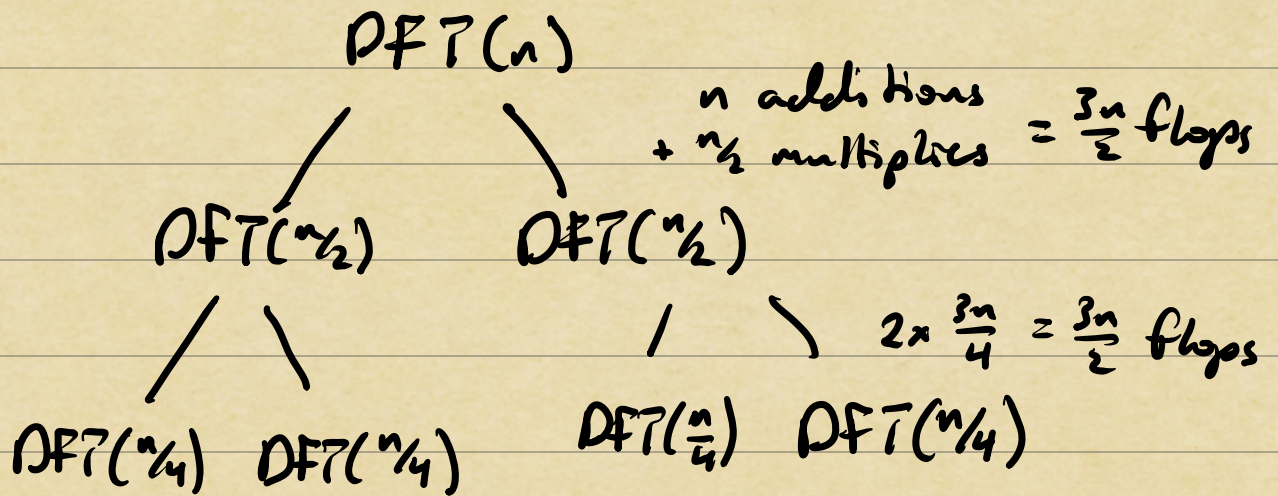 DFT(n)
n additions
+ n/2 multiplies = 3n/2 flops
DFT(n/2) DFT(n/2)
2 x 3n/4 = 3n/2 flops
DFT(n/4) DFT(n/4) DFT(n/4) DFT(n/4)